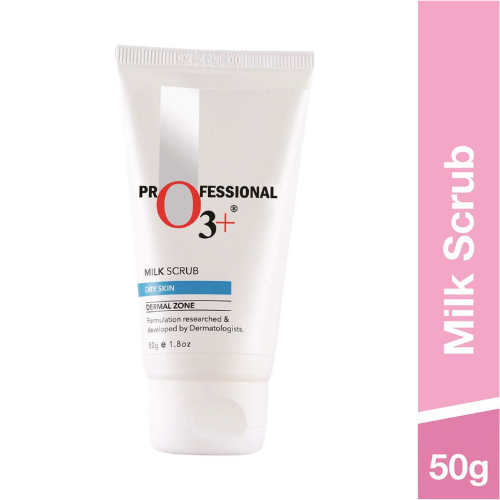 PROFESSIONAL
O3+®
MILK SCRUB
DRY SKIN
DERMAL ZONE
Formulation researched &
developed by Dermatologists.
50g e 1.8oz
Milk Scrub
50g